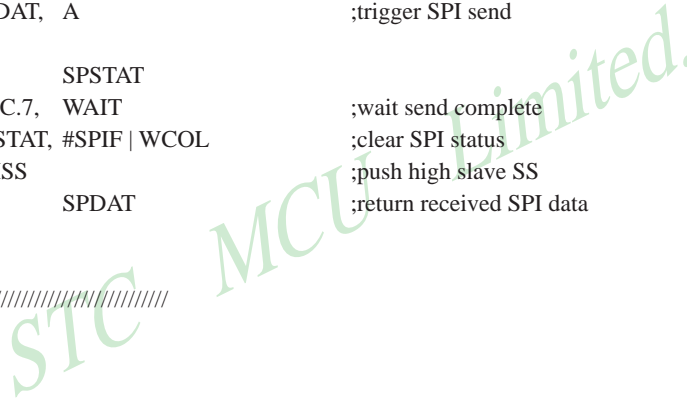 DAT, A ;trigger SPI send
SPSTAT
C.7, WAIT ;wait send complete
STAT, #SPIF | WCOL ;clear SPI status
SS ;push high slave SS
SPDAT ;return received SPI data
/////////////////////////
STC MCU Limited.